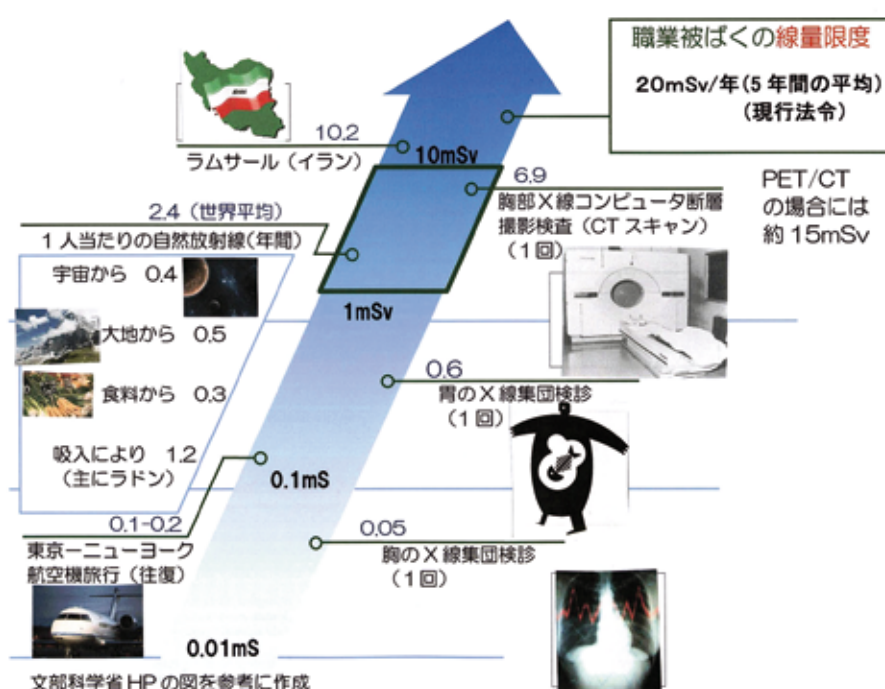 職業被ばくの線量限度
20mSv/年(5年間の平均)
(現行法令)
10.2
ラムサール(イラン)
10mSv
6.9
胸部X線コンピュータ断層
撮影検査(CTスキャン)
(1回)
PET/CT
の場合には
約15mSv
2.4(世界平均)
1人当たりの自然放射線(年間)
宇宙から 0.4
大地から 0.5
食料から 0.3
吸入により 1.2
(主にラドン)
1mSv
0.6
胃のX線集団検診
(1回)
0.1mS
0.1-0.2
東京ーニューヨーク
航空機旅行(往復)
0.05
胸のX線集団検診
(1回)
0.01mS
文部科学省HPの図を参考に作成